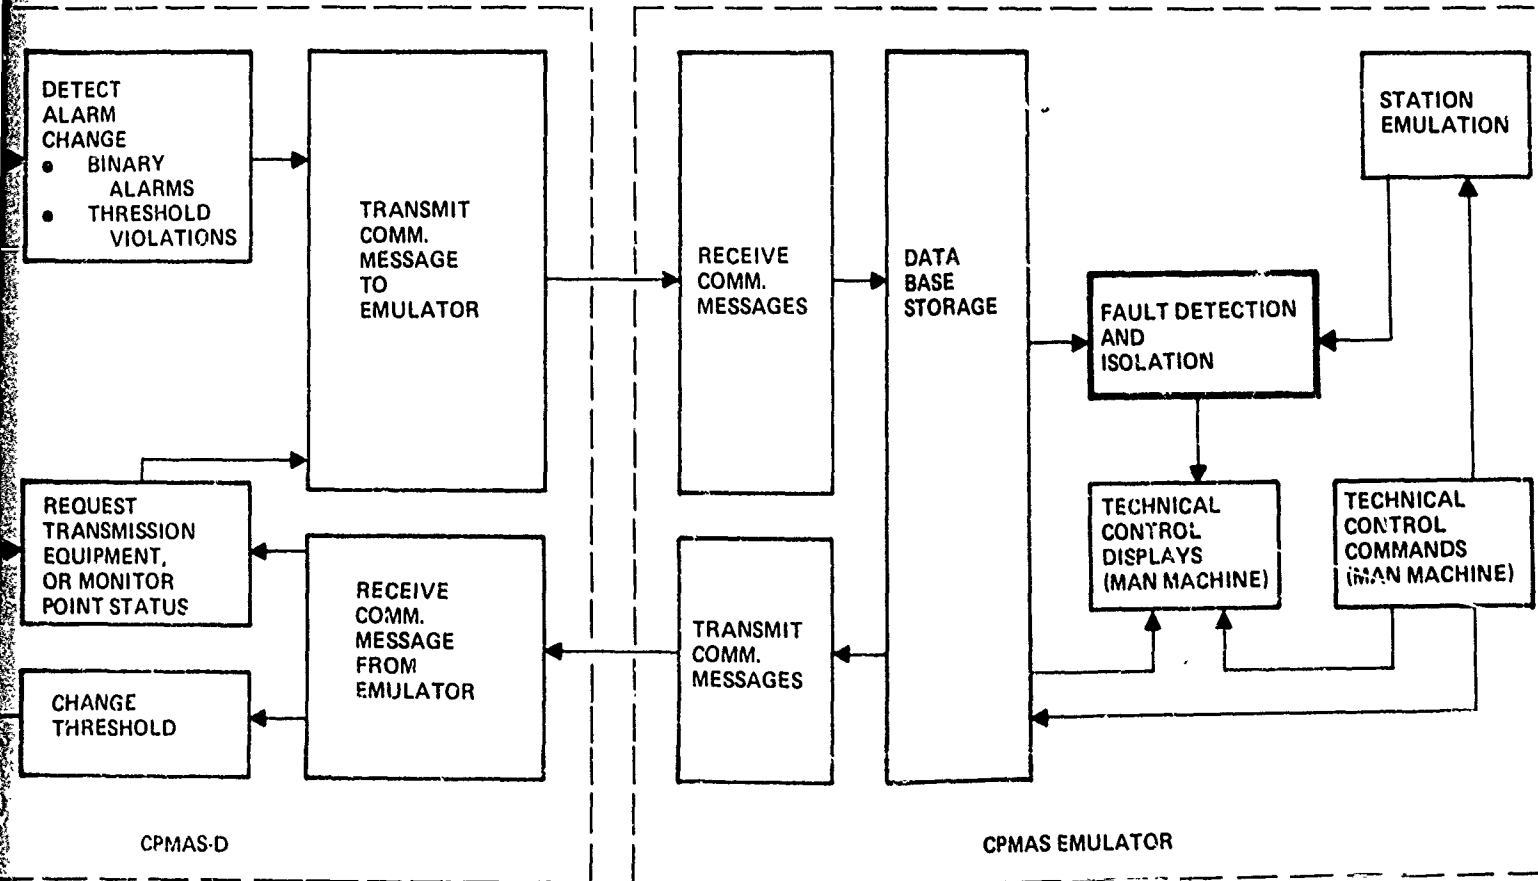 DETECT
ALARM
CHANGE
● BINARY
ALARMS
● THRESHOLD
VIOLATIONS
TRANSMIT
COMM.
MESSAGE
TO
EMULATOR
REQUEST
TRANSMISSION
EQUIPMENT,
OR MONITOR
POINT STATUS
RECEIVE
COMM.
MESSAGE
FROM
EMULATOR
CHANGE
THRESHOLD
CPMAS-D
RECEIVE
COMM.
MESSAGES
DATA
BASE
STORAGE
STATION
EMULATION
FAULT DETECTION
AND
ISOLATION
TECHNICAL
CONTROL
DISPLAYS
(MAN MACHINE)
TECHNICAL
CONTROL
COMMANDS
(MAN MACHINE)
TRANSMIT
COMM.
MESSAGES
CPMAS EMULATOR